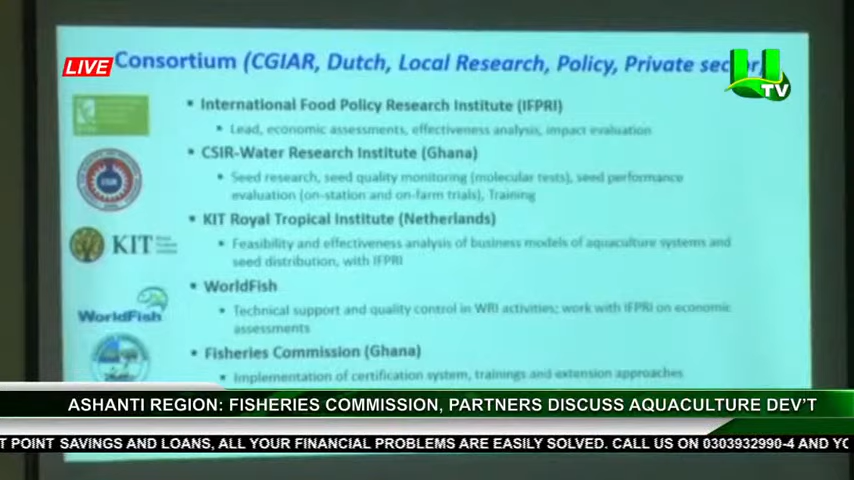 LIVE
Consortium (CGIAR, Dutch, Local Research, Policy, Private sector)
U
TV
▪ International Food Policy Research Institute (IFPRI)
▪ Lead, economic assessments, effectiveness analysis, impact evaluation
▪ CSIR-Water Research Institute (Ghana)
▪ Seed research, seed quality monitoring (molecular tests), seed performance
evaluation (on-station and on-farm trials), Training
▪ KIT Royal Tropical Institute (Netherlands)
KIT
▪ Feasibility and effectiveness analysis of business models of aquaculture systems and
seed distribution, with IFPRI
▪ WorldFish
WorldFish
▪ Technical support and quality control in WRI activities; work with IFPRI on economic
assessments
▪ Fisheries Commission (Ghana)
▪ Implementation of certification system, trainings and extension approaches
ASHANTI REGION: FISHERIES COMMISSION, PARTNERS DISCUSS AQUACULTURE DEV'T
T POINT SAVINGS AND LOANS, ALL YOUR FINANCIAL PROBLEMS ARE EASILY SOLVED. CALL US ON 0303932990-4 AND YO